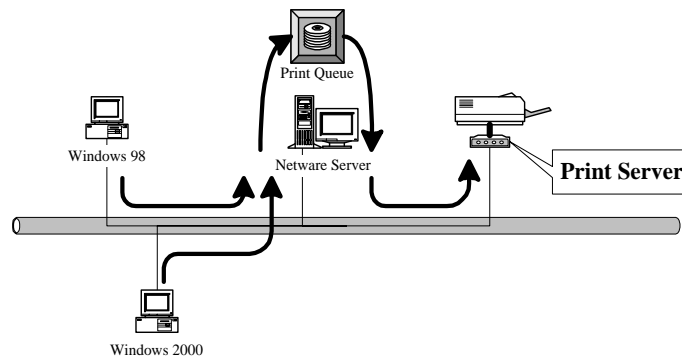 Print Queue
Windows 98
Netware Server
Print Server
Windows 2000